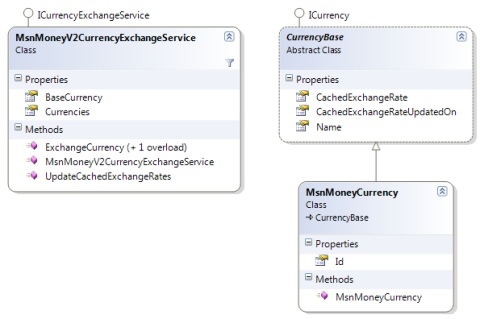 ICurrencyExchangeService
MsnMoneyV2CurrencyExchangeService
Class
Properties
BaseCurrency
Currencies
Methods
ExchangeCurrency (+ 1 overload)
MsnMoneyV2CurrencyExchangeService
UpdateCachedExchangeRates
ICurrency
CurrencyBase
Abstract Class
Properties
CachedExchangeRate
CachedExchangeRateUpdatedOn
Name
MsnMoneyCurrency
Class
CurrencyBase
Properties
Id
Methods
MsnMoneyCurrency